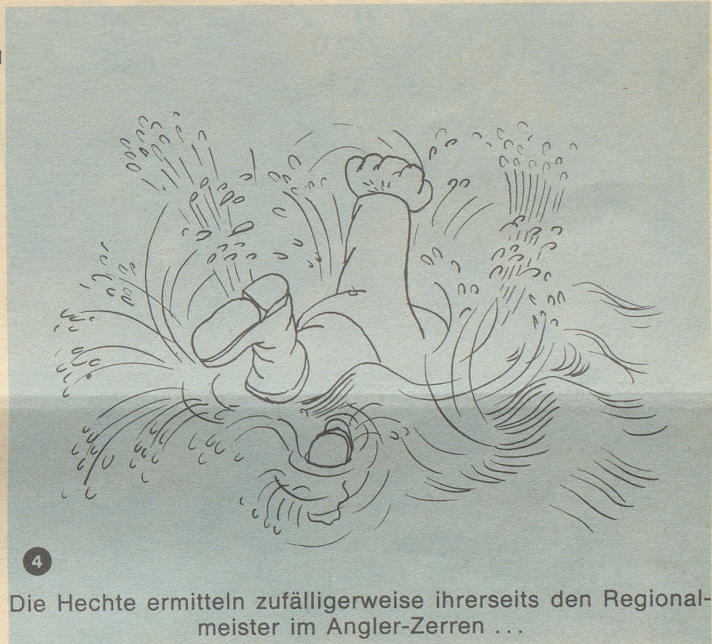 4
Die Hechte ermitteln zufälligerweise ihrerseits den Regional-
meister im Angler-Zerren ...